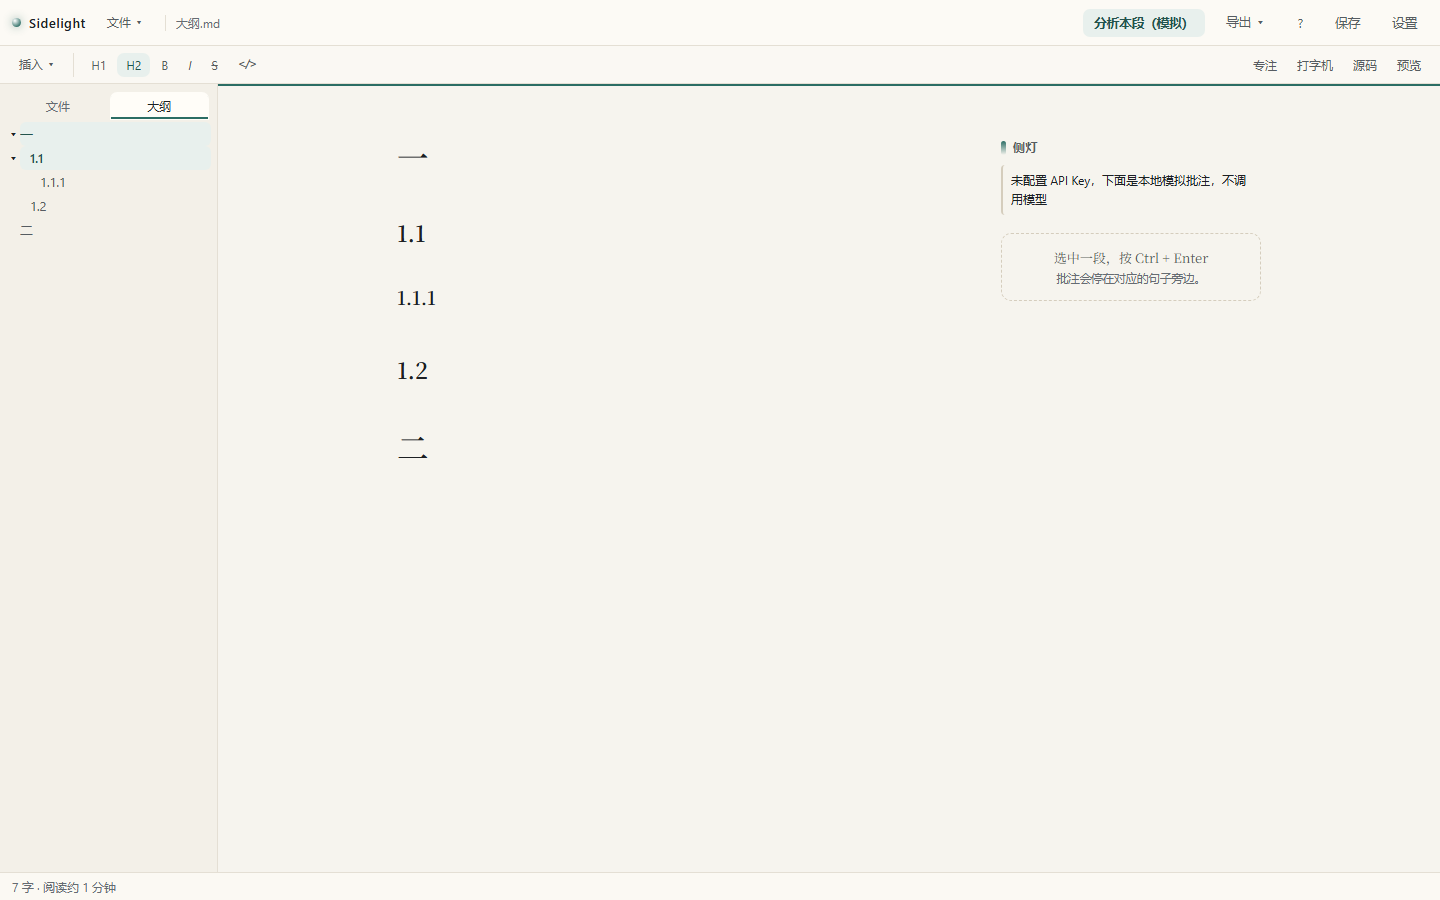 Sidelight 文件 ▾ 大纲.md 分析本段（模拟） 导出 ▾ ? 保存 设置
插入 ▾ H1 H2 B I S </> 专注 打字机 源码 预览
文件 大纲
▾ 一
▾ 1.1
1.1.1
1.2
二
一
1.1
1.1.1
1.2
二
侧灯
未配置 API Key，下面是本地模拟批注，不调
用模型
选中一段，按 Ctrl + Enter
批注会停在对应的句子旁边。
7 字 · 阅读约 1 分钟